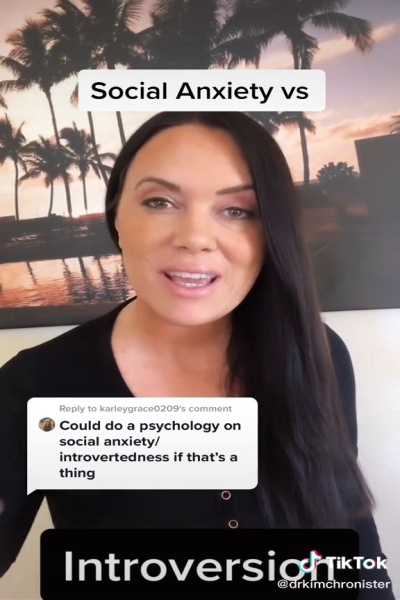 Social Anxiety vs
Reply to karleygrace0209's comment
Could do a psychology on
social anxiety/
introvertedness if that's a
thing
Introversion
TikTok
@drkimchronister